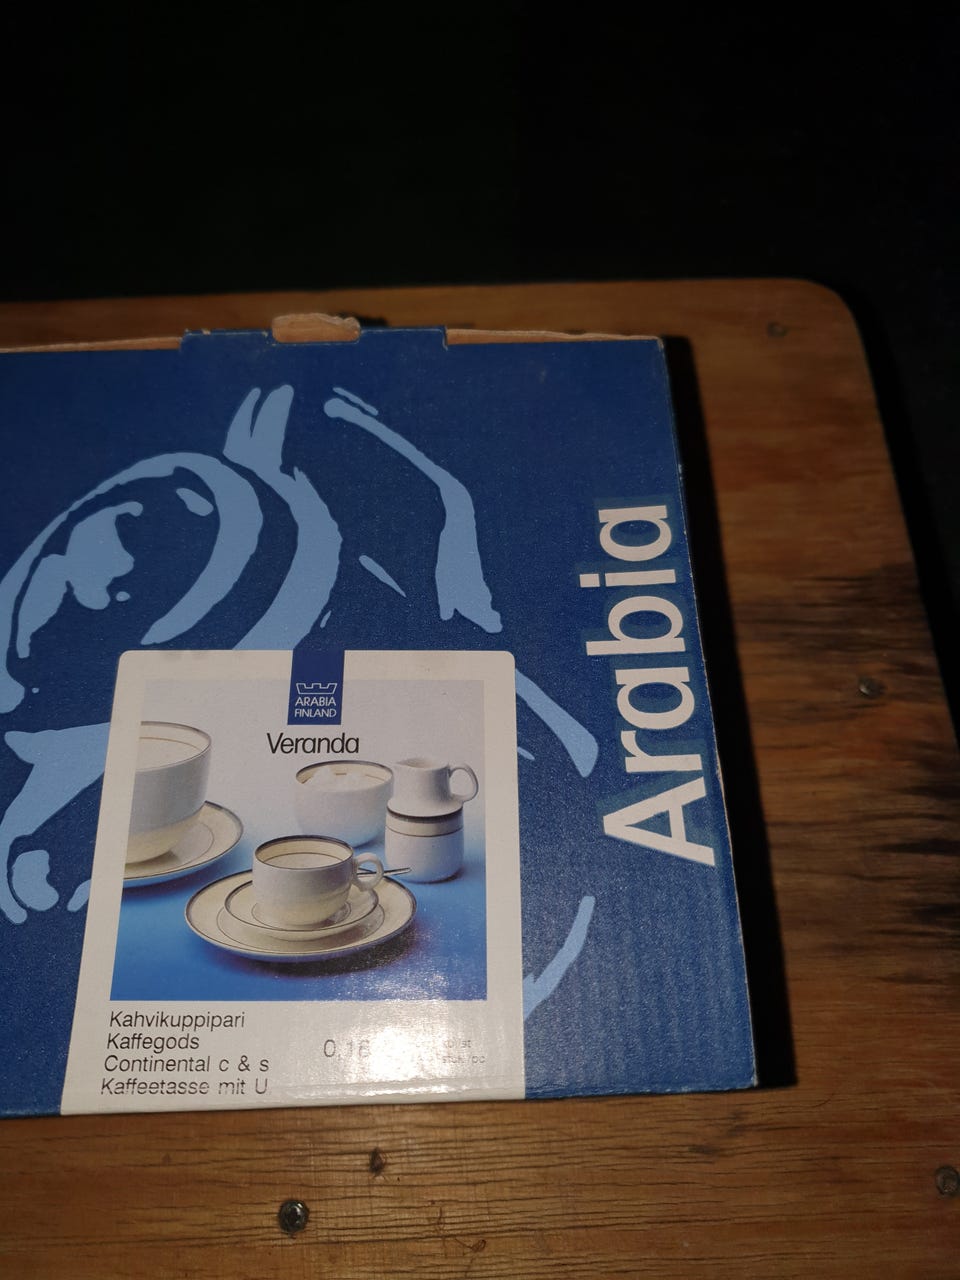 Arabia
ARABIA
FINLAND
Veranda
Kahvikuppipari
Kaffegods
Continental c & s
Kaffeetasse mit U.
0,18